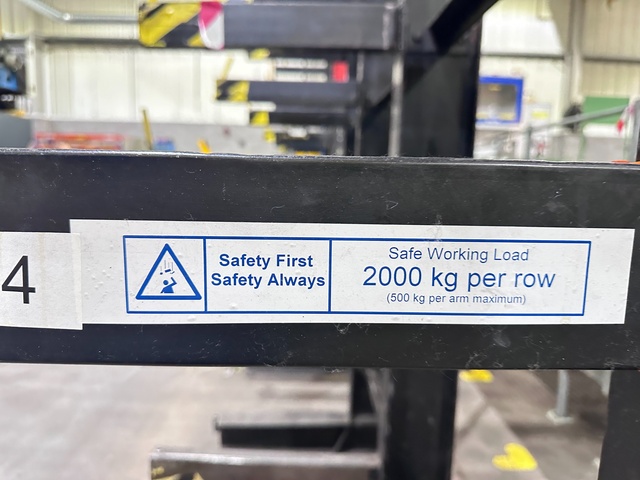 4
Safety First
Safety Always
Safe Working Load
2000 kg per row
(500 kg per arm maximum)